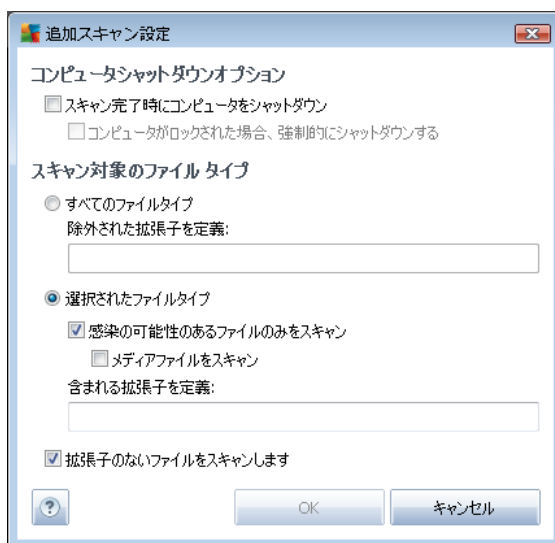 追加スキャン設定
コンピュータシャットダウンオプション
スキャン完了時にコンピュータをシャットダウン
コンピュータがロックされた場合、強制的にシャットダウンする
スキャン対象のファイル タイプ
すべてのファイルタイプ
除外された拡張子を定義:
選択されたファイルタイプ
感染の可能性のあるファイルのみをスキャン
メディアファイルをスキャン
含まれる拡張子を定義:
拡張子のないファイルをスキャンします
? OK キャンセル